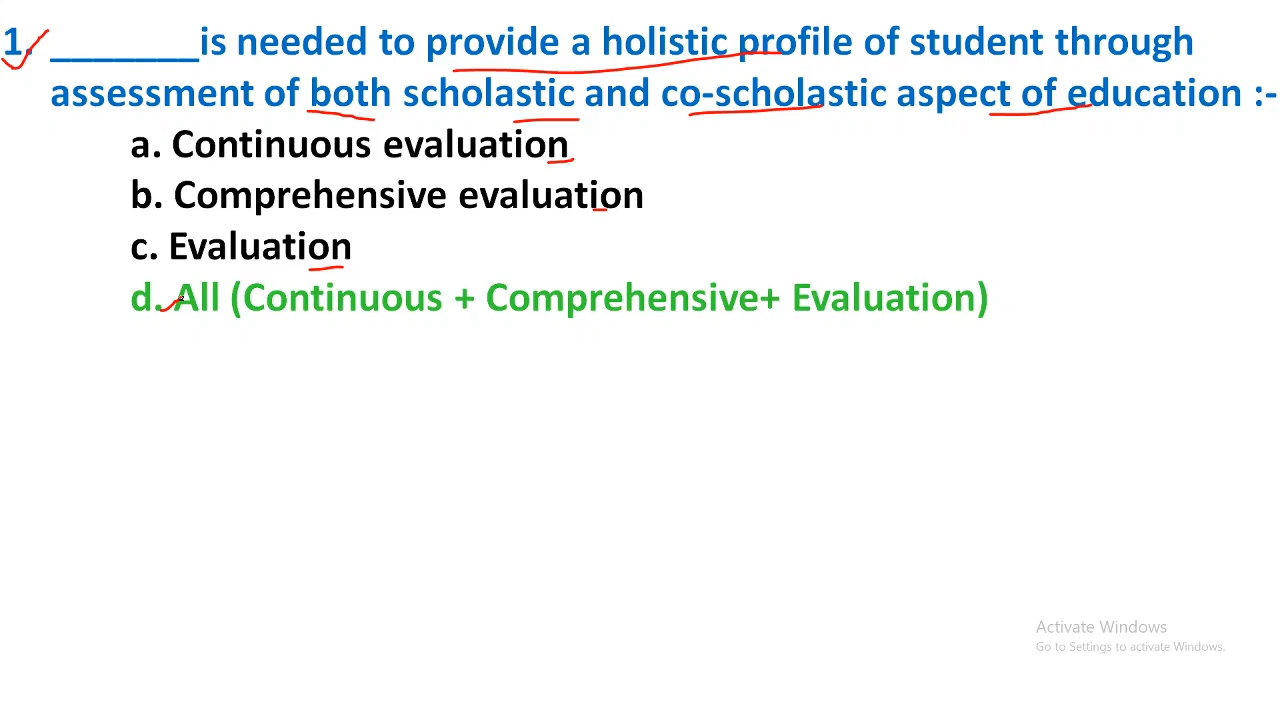 1. _______is needed to provide a holistic profile of student through
assessment of both scholastic and co-scholastic aspect of education :-
a. Continuous evaluation
b. Comprehensive evaluation
c. Evaluation
d. All (Continuous + Comprehensive+ Evaluation)
Activate Windows
Go to Settings to activate Windows.